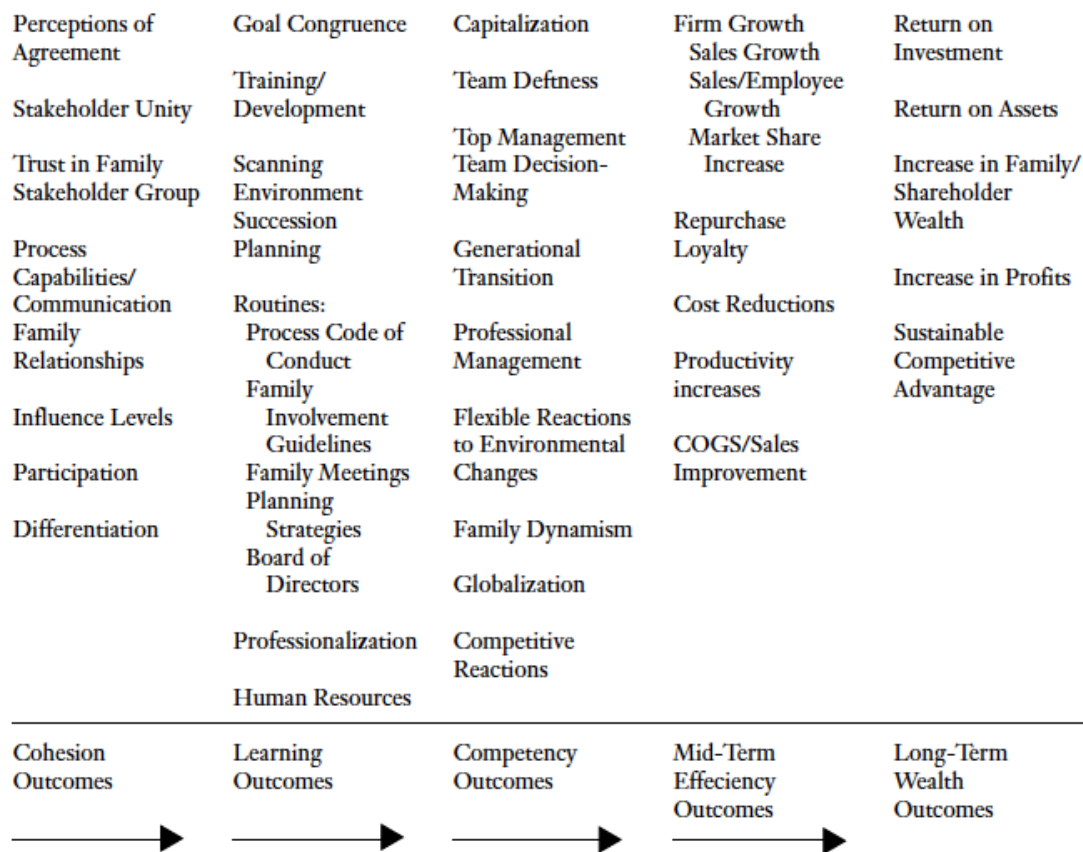 Perceptions of
Agreement
Stakeholder Unity
Trust in Family
Stakeholder Group
Process
Capabilities/
Communication
Family
Relationships
Influence Levels
Participation
Differentiation
Cohesion
Outcomes
Goal Congruence
Training/
Development
Scanning
Environment
Succession
Planning
Routines:
Process Code of
Conduct
Family
Involvement
Guidelines
Family Meetings
Planning
Strategies
Board of
Directors
Professionalization
Human Resources
Learning
Outcomes
Capitalization
Team Deftness
Top Management
Team Decision-
Making
Generational
Transition
Professional
Management
Flexible Reactions
to Environmental
Changes
Family Dynamism
Globalization
Competitive
Reactions
Competency
Outcomes
Firm Growth
Sales Growth
Sales/Employee
Growth
Market Share
Increase
Repurchase
Loyalty
Cost Reductions
Productivity
increases
COGS/Sales
Improvement
Mid-Term
Effeciency
Outcomes
Return on
Investment
Return on Assets
Increase in Family/
Shareholder
Wealth
Increase in Profits
Sustainable
Competitive
Advantage
Long-Term
Wealth
Outcomes